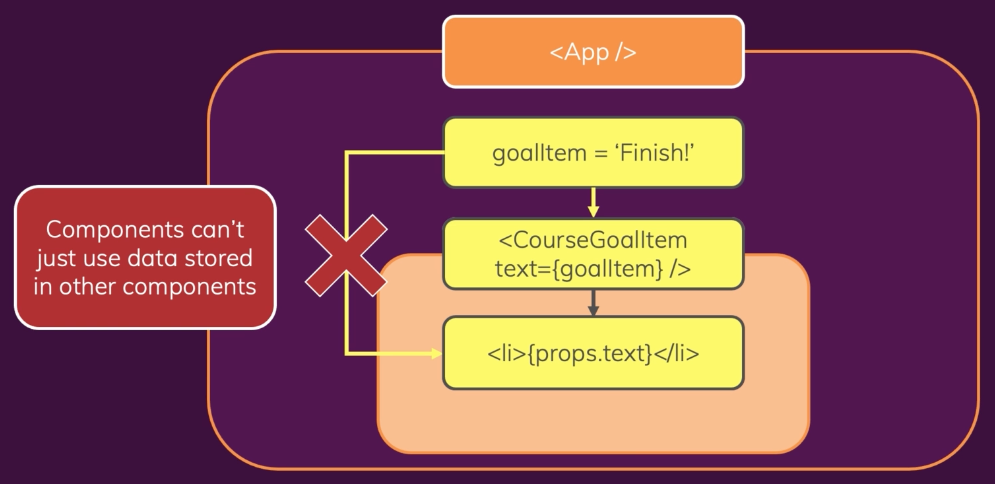 <App />
goalItem = ‘Finish!’
Components can’t
just use data stored
in other components
<CourseGoalItem
text={goalItem} />
<li>{props.text}</li>